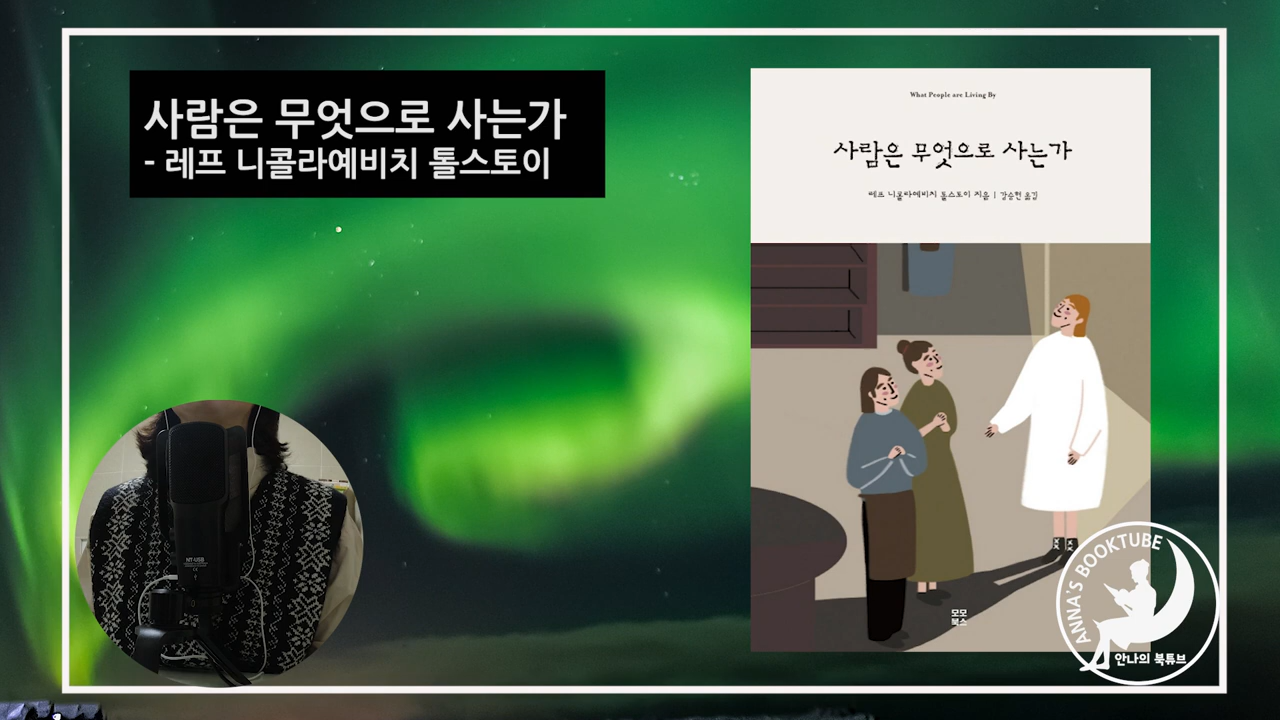 사람은 무엇으로 사는가
- 레프 니콜라예비치 톨스토이
What People are Living By
사람은 무엇으로 사는가
레프 니콜라예비치 톨스토이 지음 | 강승현 옮김
모모
북스
NT-USB
ANNA'S BOOKTUBE
안나의 북튜브